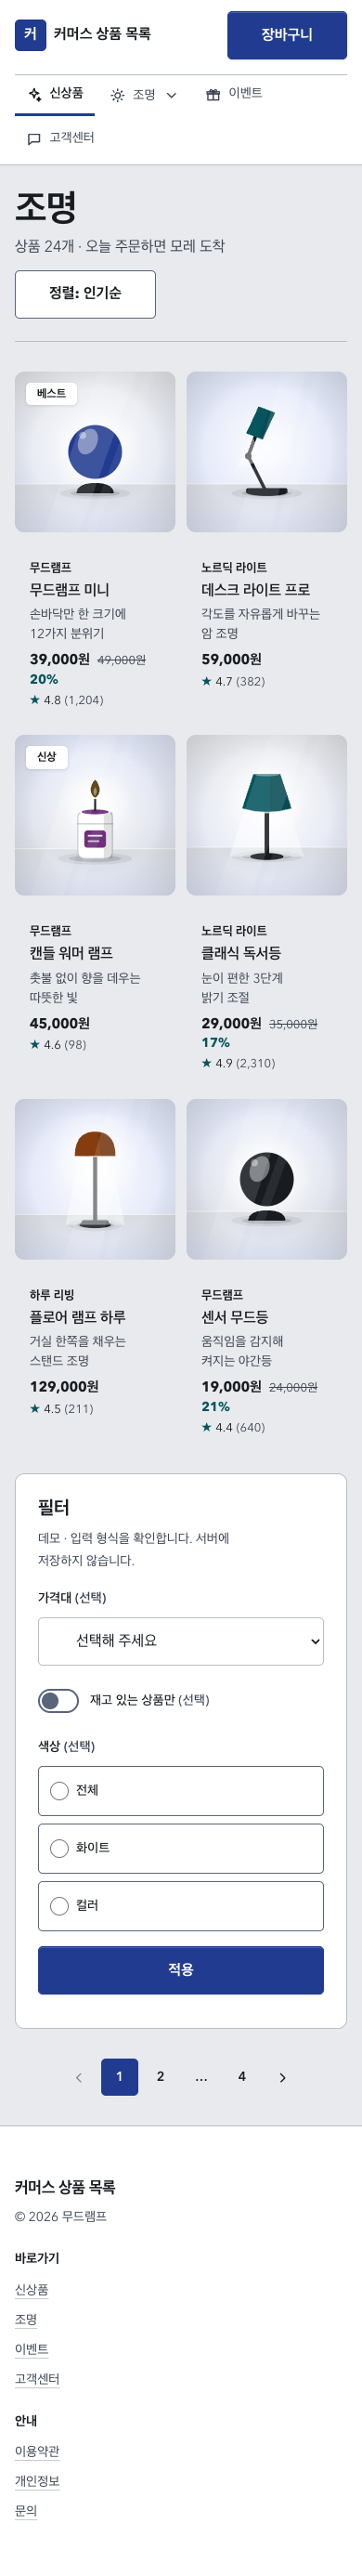 커 커머스 상품 목록 장바구니
신상품 조명 이벤트
고객센터
조명
상품 24개 · 오늘 주문하면 모레 도착
정렬: 인기순
베스트
무드램프
무드램프 미니
손바닥만 한 크기에
12가지 분위기
39,000원 49,000원
20%
★ 4.8 (1,204)
노르딕 라이트
데스크 라이트 프로
각도를 자유롭게 바꾸는
암 조명
59,000원
★ 4.7 (382)
신상
무드램프
캔들 워머 램프
촛불 없이 향을 데우는
따뜻한 빛
45,000원
★ 4.6 (98)
노르딕 라이트
클래식 독서등
눈이 편한 3단계
밝기 조절
29,000원 35,000원
17%
★ 4.9 (2,310)
하루 리빙
플로어 램프 하루
거실 한쪽을 채우는
스탠드 조명
129,000원
★ 4.5 (211)
무드램프
센서 무드등
움직임을 감지해
켜지는 야간등
19,000원 24,000원
21%
★ 4.4 (640)
필터
데모 · 입력 형식을 확인합니다. 서버에
저장하지 않습니다.
가격대 (선택)
선택해 주세요
재고 있는 상품만 (선택)
색상 (선택)
전체
화이트
컬러
적용
‹ 1 2 … 4 ›
커머스 상품 목록
© 2026 무드램프
바로가기
신상품
조명
이벤트
고객센터
안내
이용약관
개인정보
문의